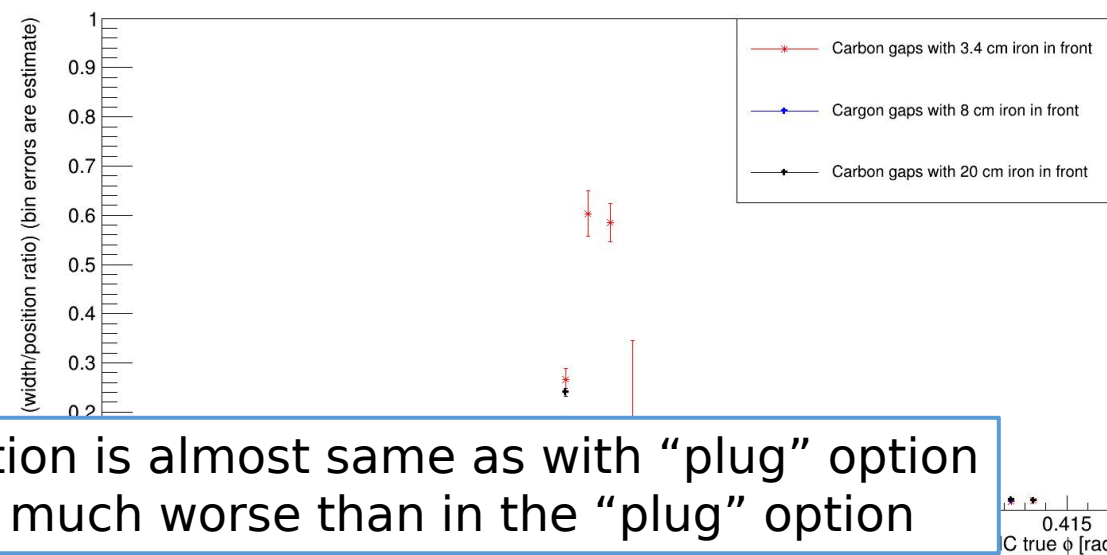 (width/position ratio) (bin errors are estimate)
1
0.9
0.8
0.7
0.6
0.5
0.4
0.3
0.2
Carbon gaps with 3.4 cm iron in front
Cargon gaps with 8 cm iron in front
Carbon gaps with 20 cm iron in front
tion is almost same as with “plug” option
much worse than in the “plug” option
0.415
true ϕ [rad